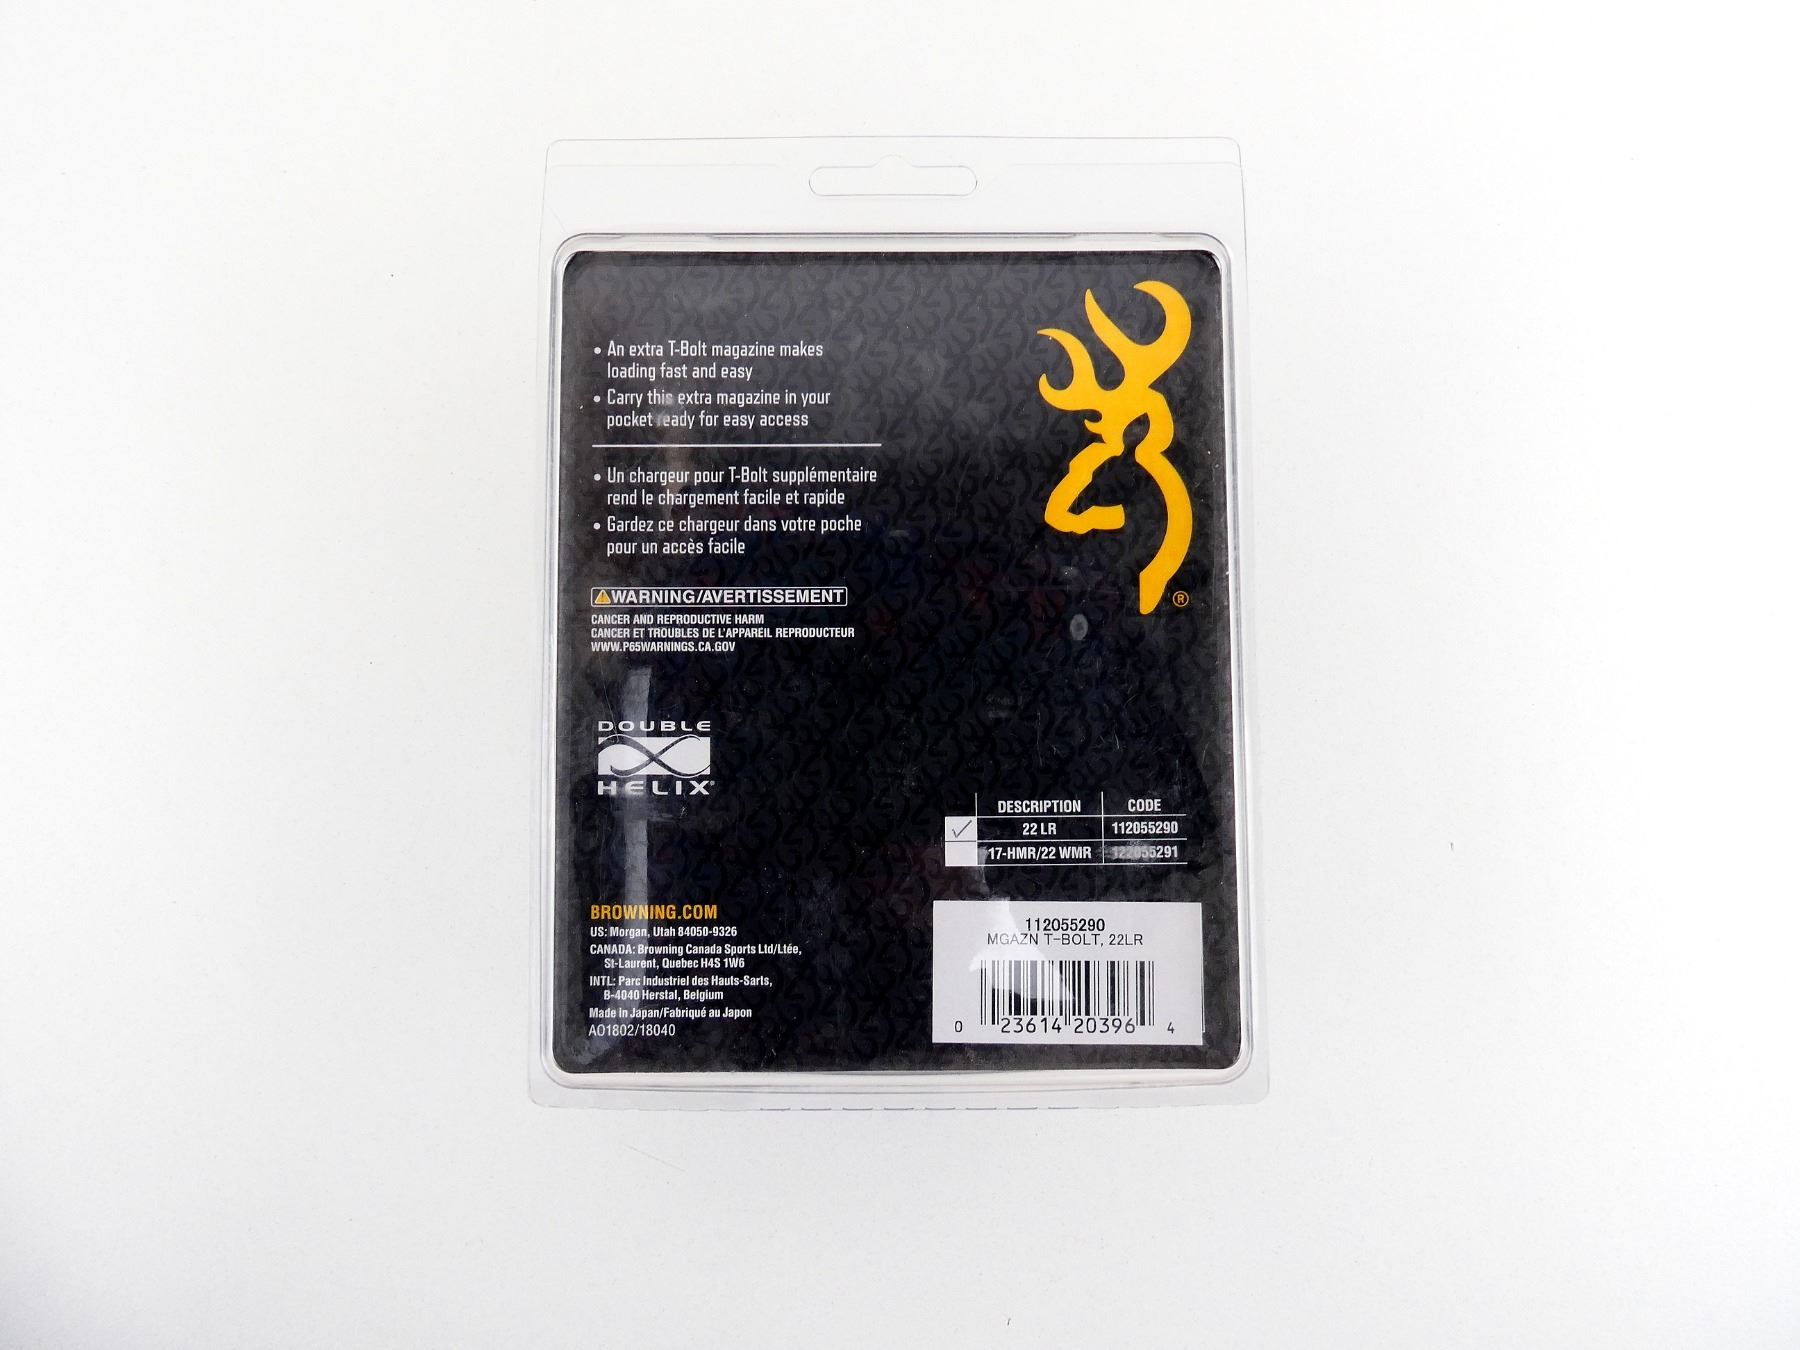 • An extra T-Bolt magazine makes
loading fast and easy
• Carry this extra magazine in your
pocket ready for easy access
• Un chargeur pour T-Bolt supplémentaire
rend le chargement facile et rapide
• Gardez ce chargeur dans votre poche
pour un accès facile
WARNING/AVERTISSEMENT
CANCER AND REPRODUCTIVE HARM
CANCER ET TROUBLES DE L'APPAREIL REPRODUCTEUR
WWW.P65WARNINGS.CA.GOV
DOUBLE
HELIX®
DESCRIPTION CODE
22 LR 112055290
17-HMR/22 WMR 122055291
BROWNING.COM
US: Morgan, Utah 84050-9326
CANADA: Browning Canada Sports Ltd/Ltée,
St-Laurent, Quebec H4S 1W6
INTL: Parc Industriel des Hauts-Sarts,
B-4040 Herstal, Belgium
Made in Japan/Fabriqué au Japon
AO1802/18040
112055290
MGAZN T-BOLT, 22LR
0 23614 20396 4
®